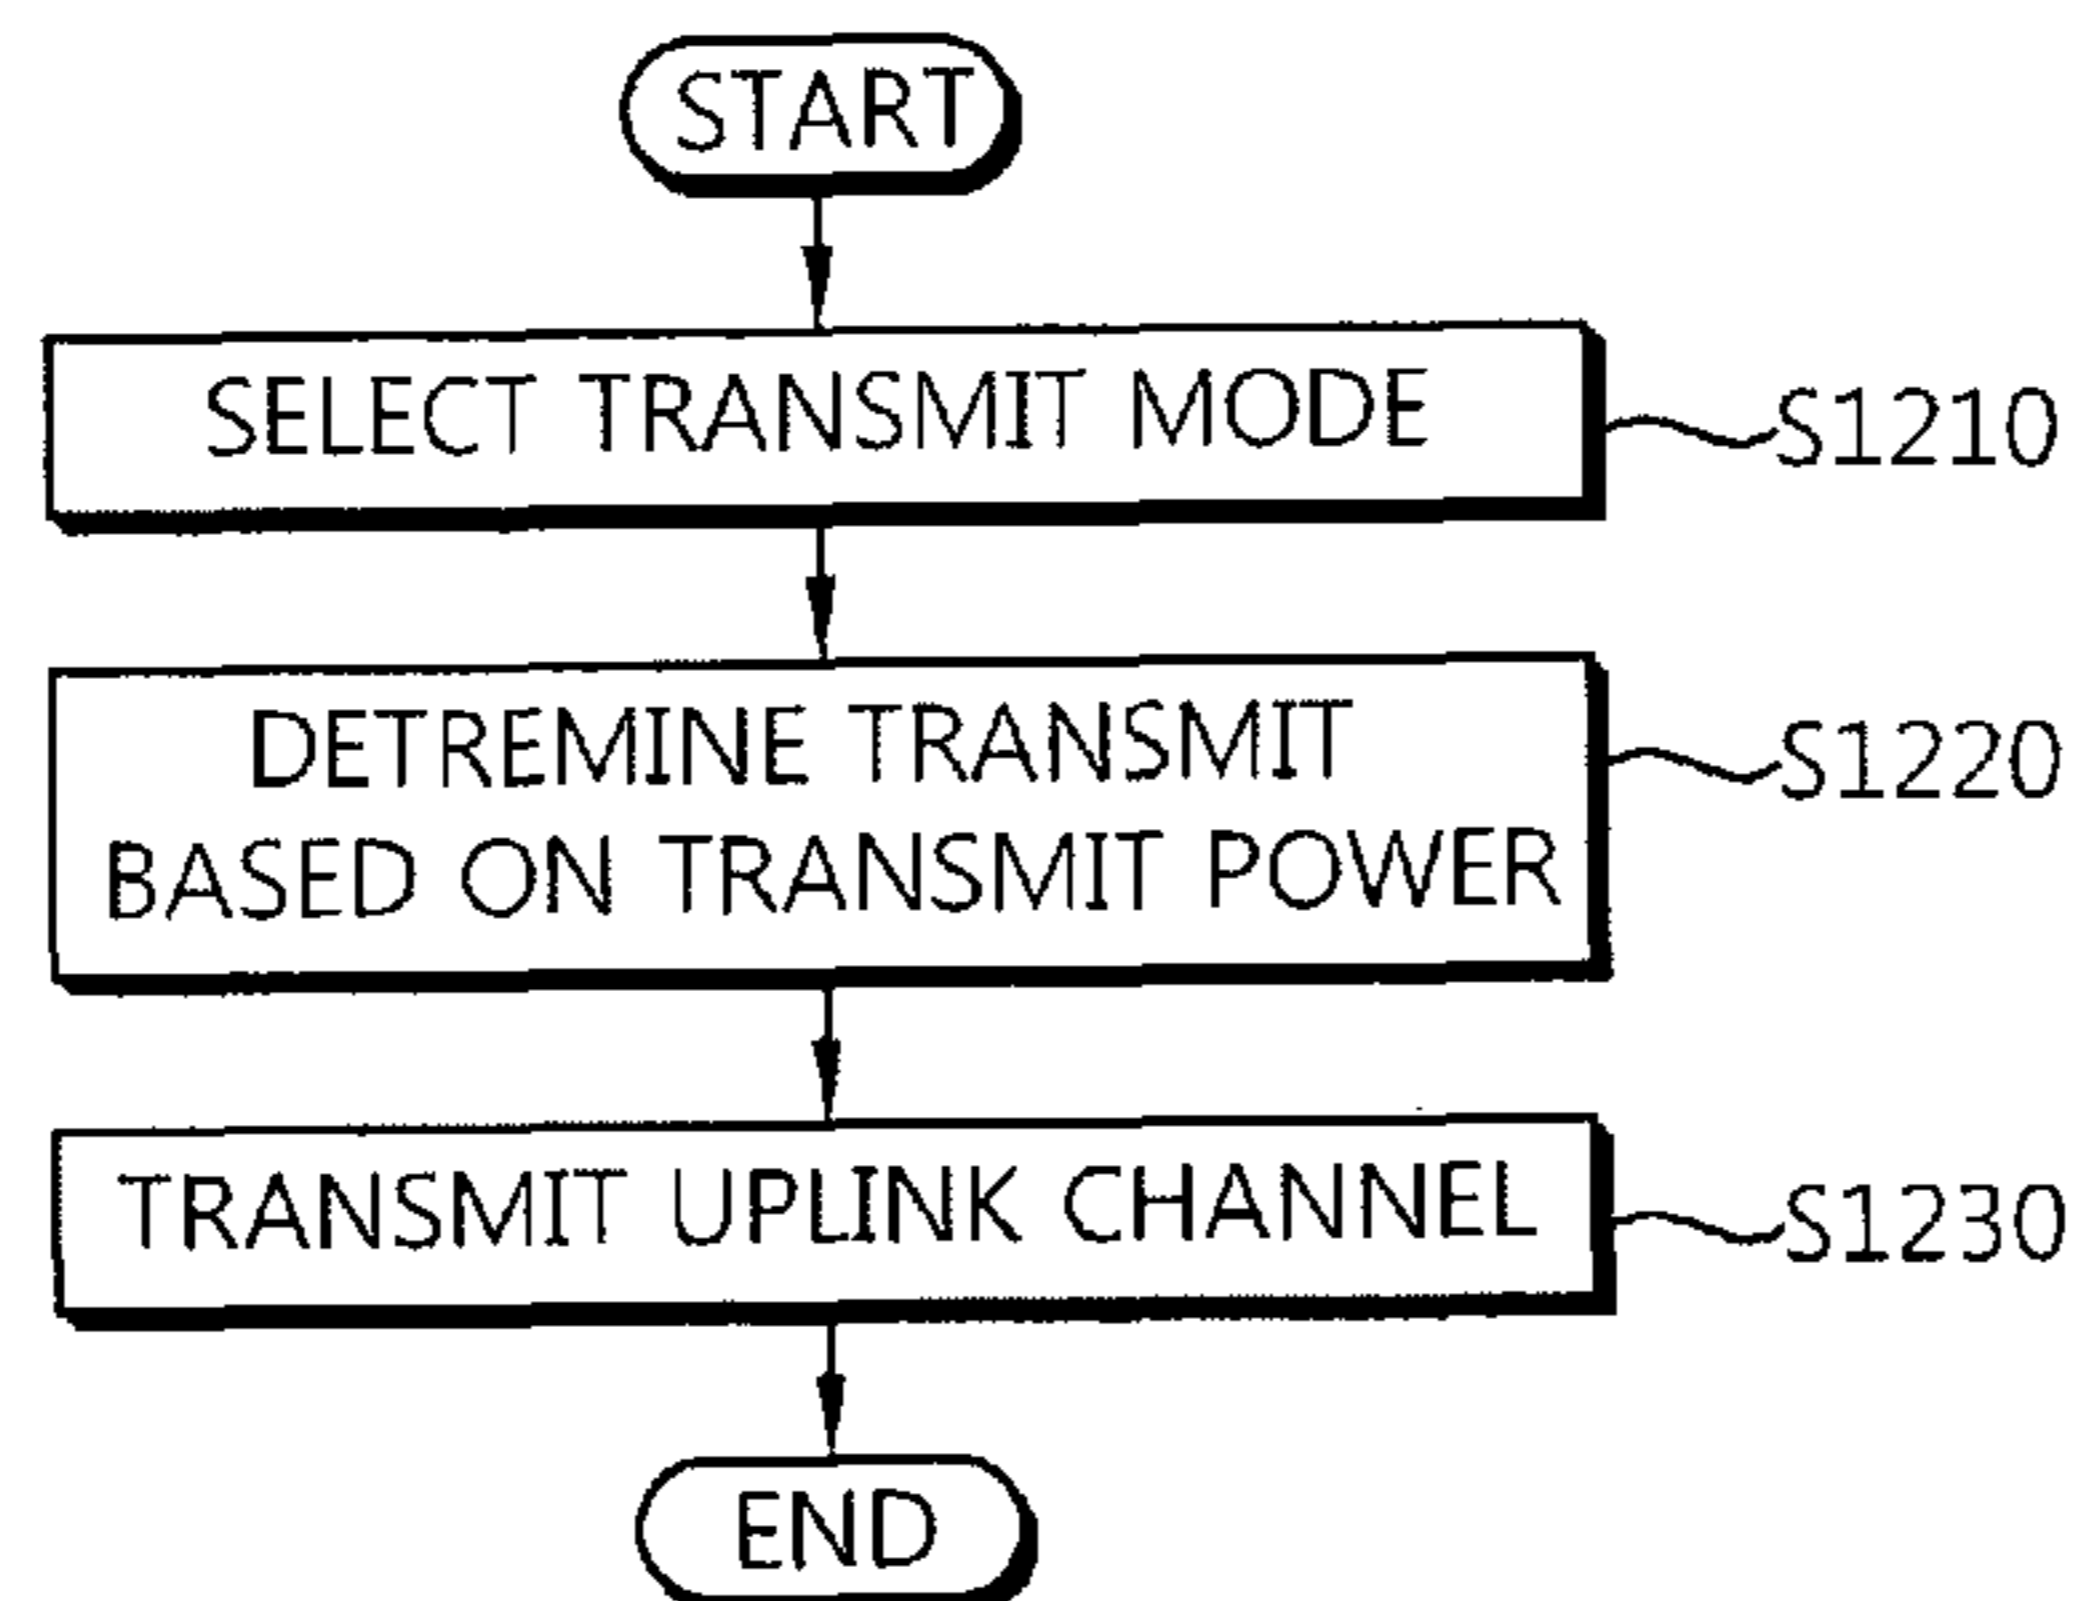 START
SELECT TRANSMIT MODE
S1210
DETREMINE TRANSMIT
BASED ON TRANSMIT POWER
S1220
TRANSMIT UPLINK CHANNEL
S1230
END